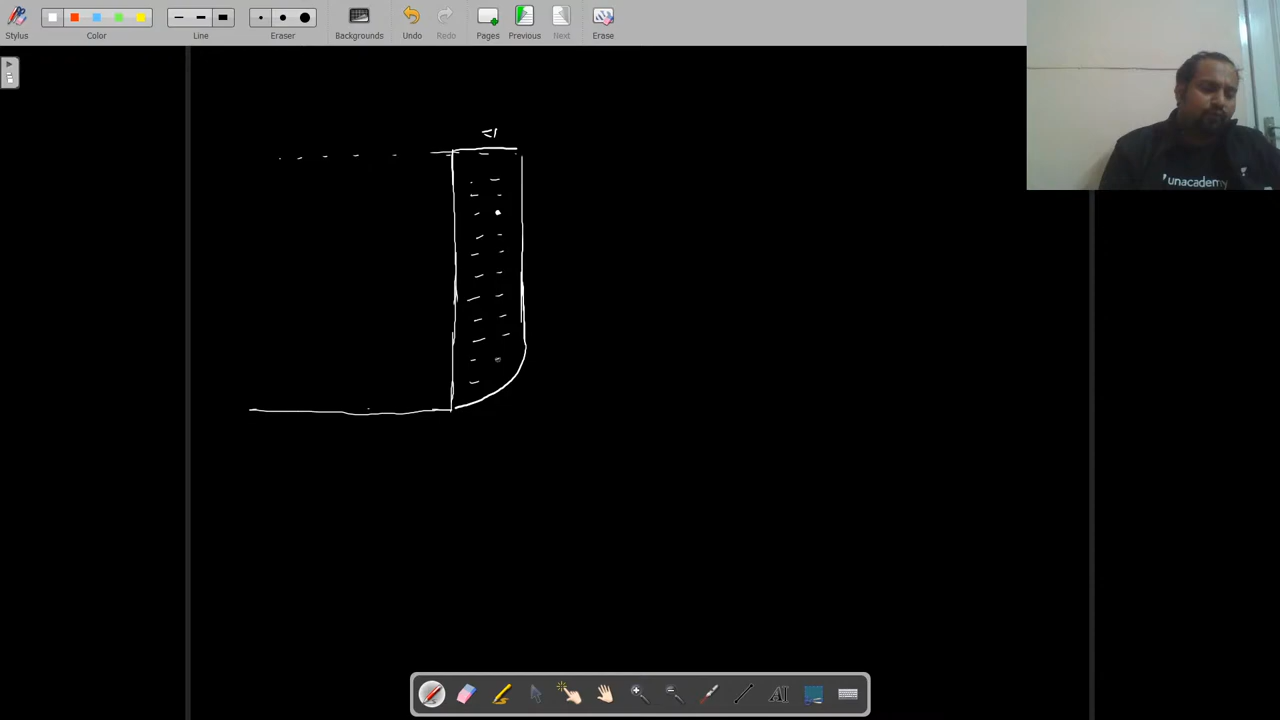 Stylus
Color
Line
Eraser
Backgrounds
Undo
Redo
Pages
Previous
Next
Erase
unacademy